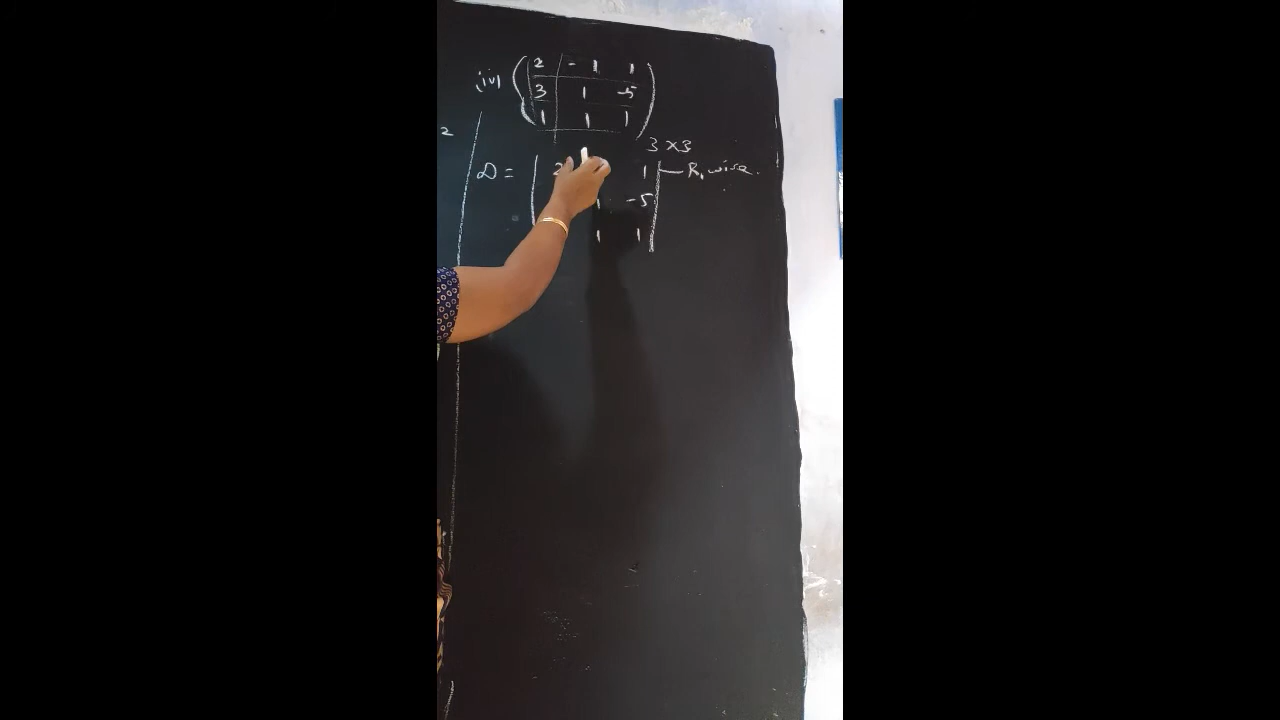 iv) ( 2 -1 1
3 1 -5
1 1 1 )
3×3
2
D = | 2 1 | — R₁ wise.
1 -5
1 1